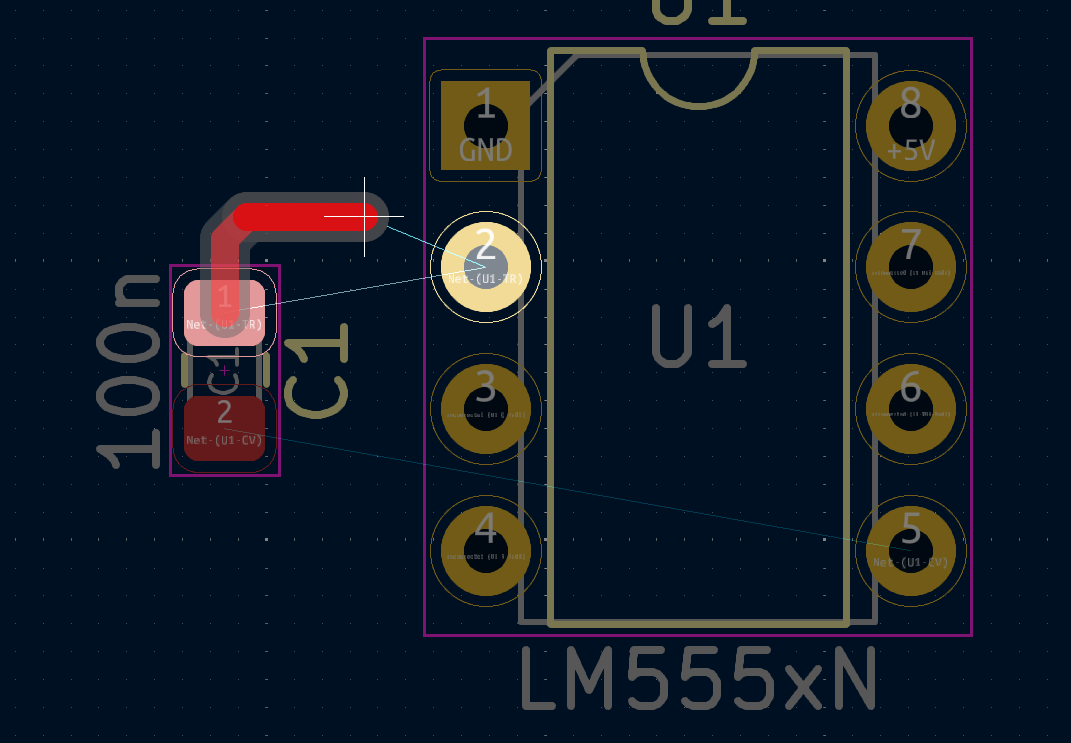 U1
1
GND
8
+5V
2
Net-(U1-TR)
7
1
Net-(U1-TR)
100n
C1
C1
U1
3
6
2
Net-(U1-CV)
4
5
Net-(U1-CV)
LM555xN